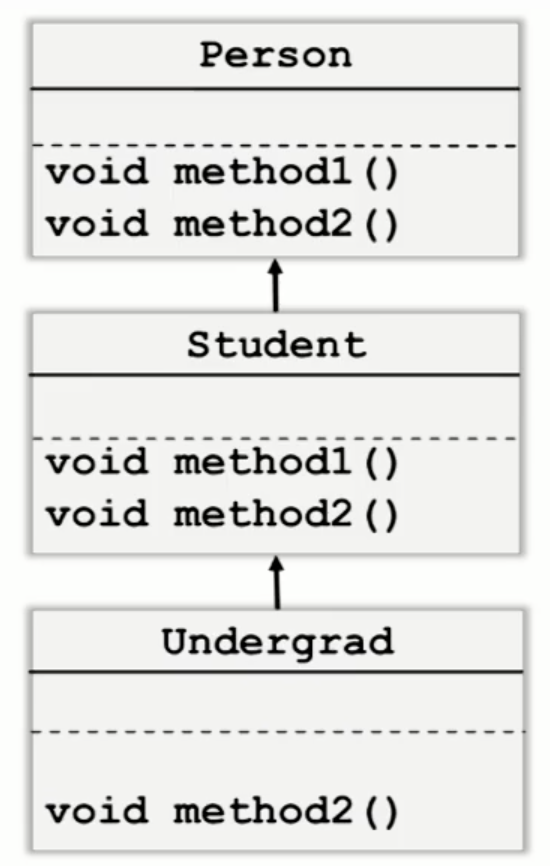 Person
void method1()
void method2()
Student
void method1()
void method2()
Undergrad
void method2()